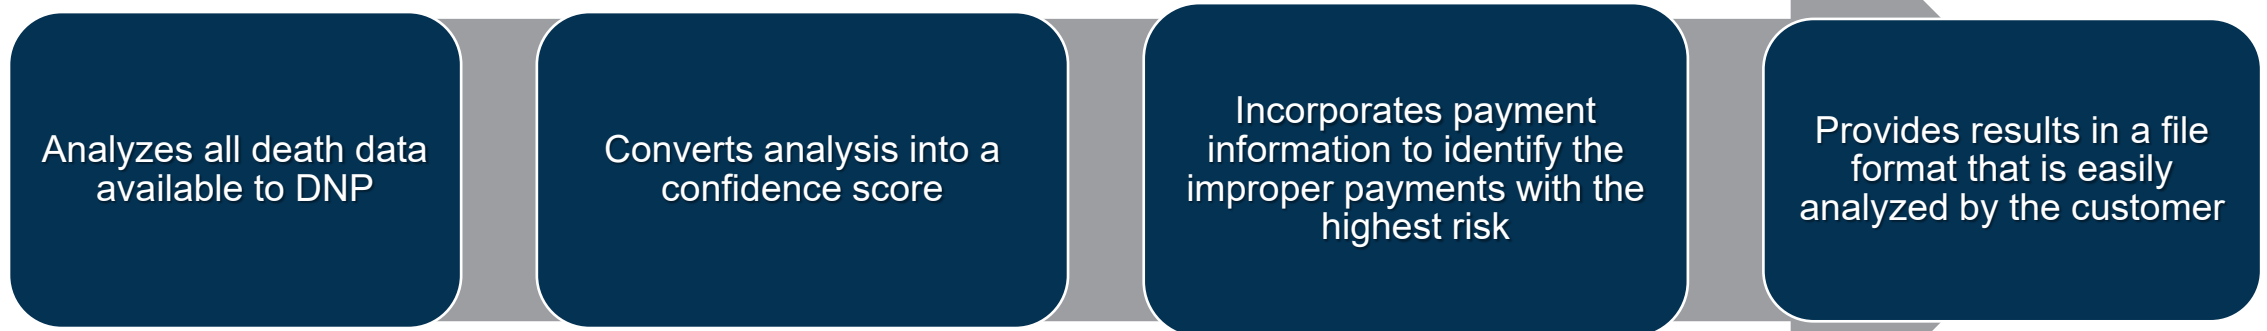 Analyzes all death data
available to DNP
Converts analysis into a
confidence score
Incorporates payment
information to identify the
improper payments with the
highest risk
Provides results in a file
format that is easily
analyzed by the customer